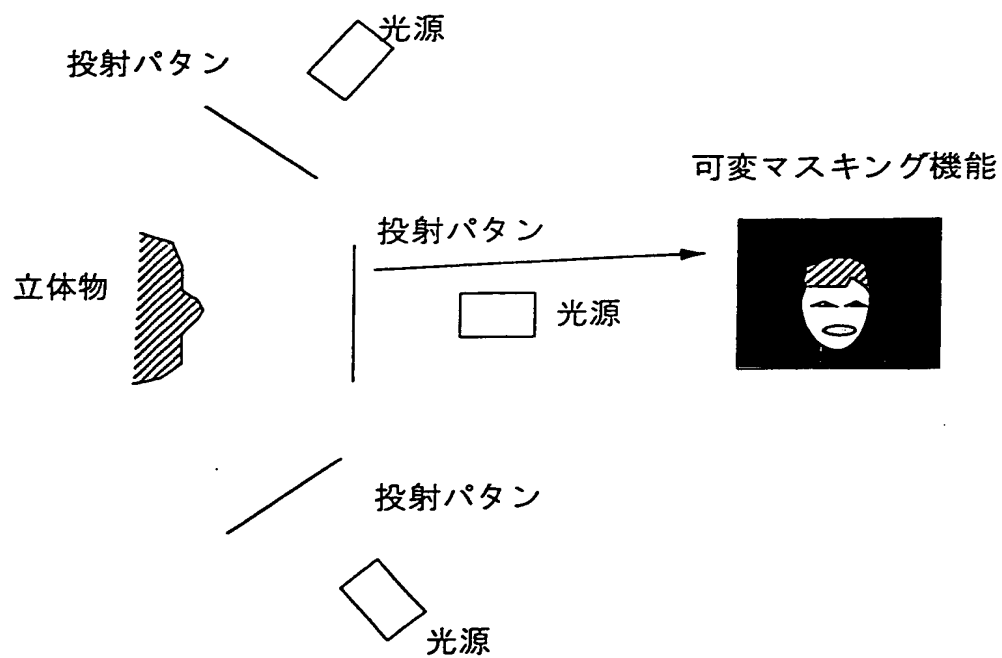 光源
投射パタン
可変マスキング機能
投射パタン
立体物
光源
投射パタン
光源